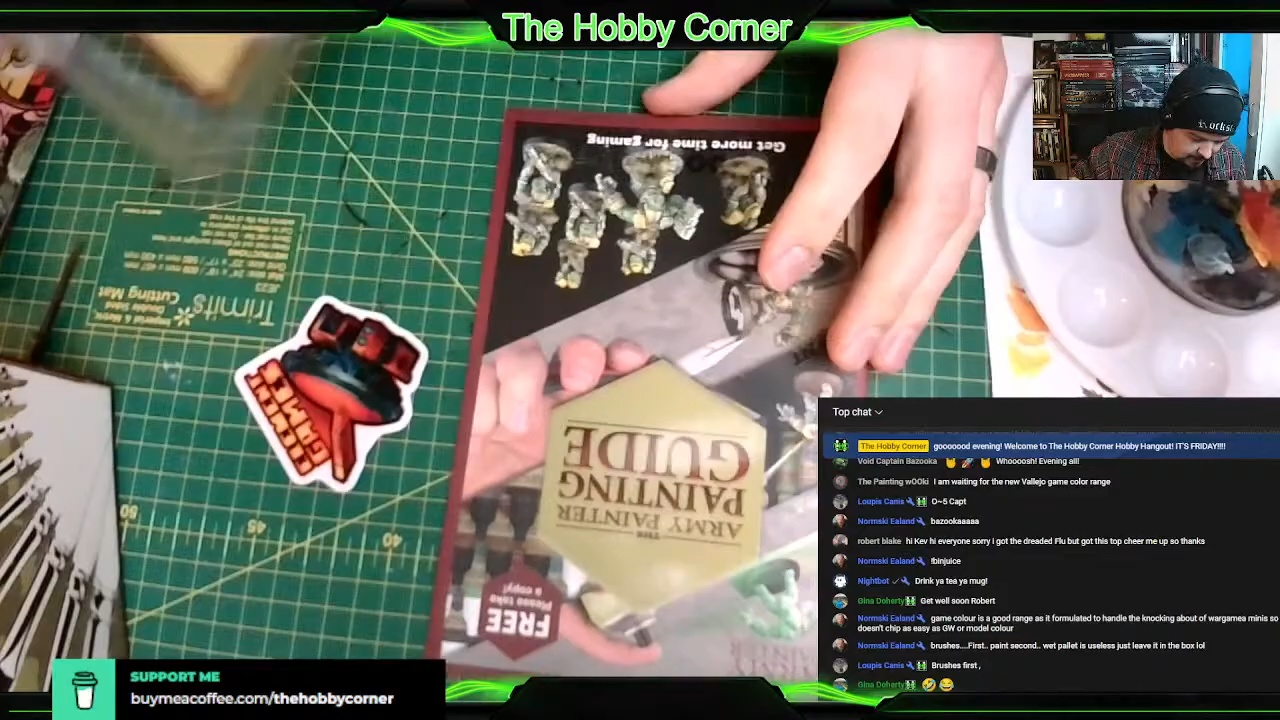 The Hobby Corner
Get more time for gaming
Trimits
Cutting Mat
ELEMENT
GAMES
THE
ARMY PAINTER
PAINTING
GUIDE
FREE
Please take
a copy!
50
45
40
Top chat
The Hobby Corner gooooood evening! Welcome to The Hobby Corner Hobby Hangout! IT'S FRIDAY!!!!
Void Captain Bazooka 🤘 🚀 🤘 Whoooosh! Evening all!
The Painting wOOki I am waiting for the new Vallejo game color range
Loupis Canis O~5 Capt
Normski Ealand bazookaaaaa
robert blake hi Kev hi everyone sorry i got the dreaded Flu but got this top cheer me up so thanks
Normski Ealand !binjuice
Nightbot Drink ya tea ya mug!
Gina Doherty Get well soon Robert
Normski Ealand game colour is a good range as it formulated to handle the knocking about of wargamea minis so
doesn't chip as easy as GW or model colour
Normski Ealand brushes....First.. paint second.. wet pallet is useless just leave it in the box lol
Loupis Canis Brushes first ,
Gina Doherty 🤣 😂
SUPPORT ME
buymeacoffee.com/thehobbycorner